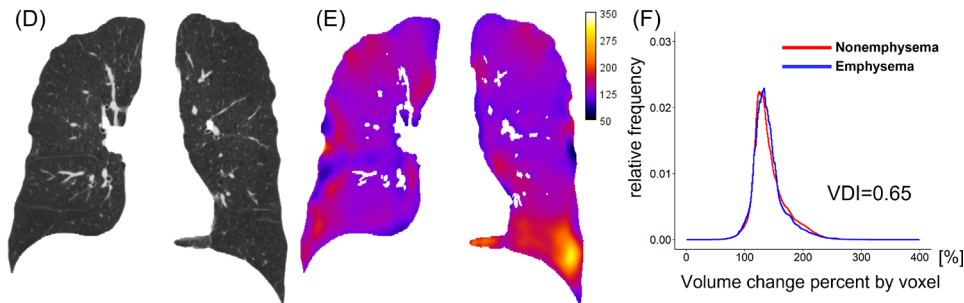 (D)
(E)
350
275
200
125
50
(F)
relative frequency
0.03
0.02
0.01
0.00
Nonemphysema
Emphysema
VDI=0.65
0 100 200 300 400 [%]
Volume change percent by voxel